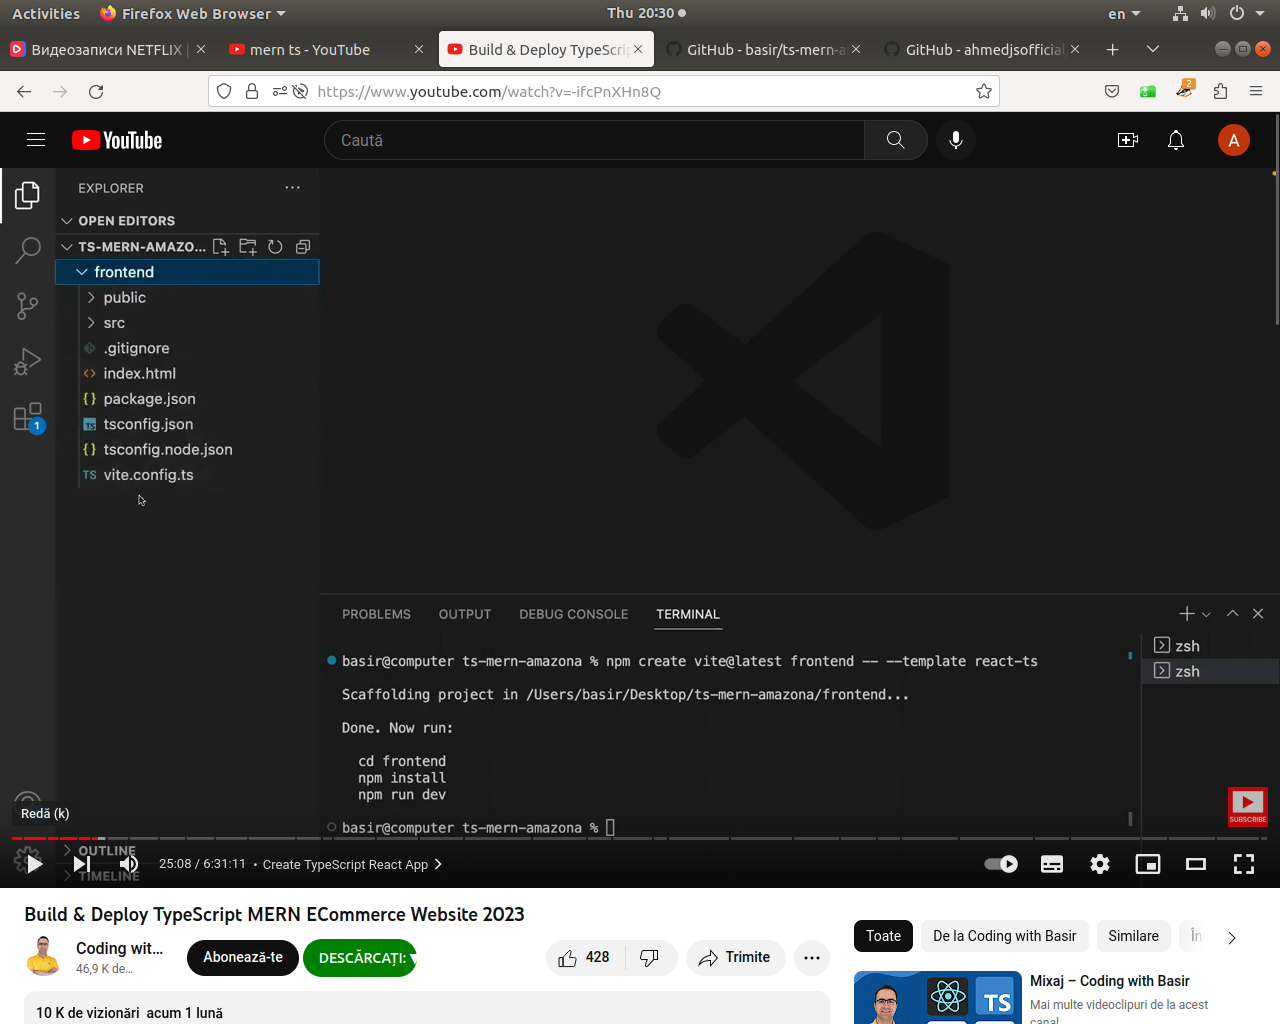 Activities Firefox Web Browser Thu 20:30 en
Видеозаписи NETFLIX | mern ts - YouTube Build & Deploy TypeScri GitHub - basir/ts-mern-a GitHub - ahmedjsofficial
https://www.youtube.com/watch?v=-ifcPnXHn8Q 2
YouTube Caută A
EXPLORER
OPEN EDITORS
TS-MERN-AMAZO...
frontend
public
src
.gitignore
index.html
package.json
tsconfig.json
1
tsconfig.node.json
TS vite.config.ts
PROBLEMS OUTPUT DEBUG CONSOLE TERMINAL
zsh
zsh
basir@computer ts-mern-amazona % npm create vite@latest frontend -- --template react-ts
Scaffolding project in /Users/basir/Desktop/ts-mern-amazona/frontend...
Done. Now run:
cd frontend
npm install
npm run dev
basir@computer ts-mern-amazona %
SUBSCRIBE
Redă (k)
OUTLINE
TIMELINE
25:08 / 6:31:11 • Create TypeScript React App
Build & Deploy TypeScript MERN ECommerce Website 2023
Coding wit...
46,9 K de...
Abonează-te
DESCĂRCAȚI:
428
Trimite
10 K de vizionări acum 1 lună
Toate De la Coding with Basir Similare În
TS
Mixaj – Coding with Basir
Mai multe videoclipuri de la acest
canal